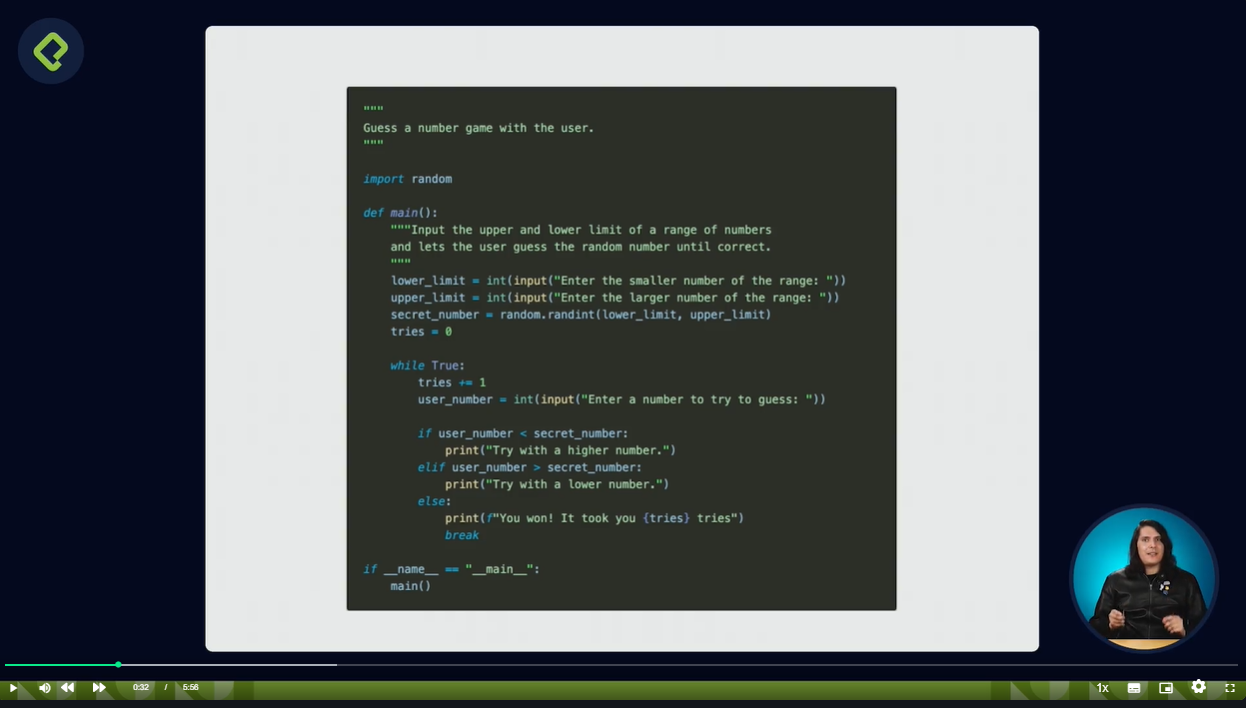 """
Guess a number game with the user.
"""
import random
def main():
"""Input the upper and lower limit of a range of numbers
and lets the user guess the random number until correct.
"""
lower_limit = int(input("Enter the smaller number of the range: "))
upper_limit = int(input("Enter the larger number of the range: "))
secret_number = random.randint(lower_limit, upper_limit)
tries = 0
while True:
tries += 1
user_number = int(input("Enter a number to try to guess: "))
if user_number < secret_number:
print("Try with a higher number.")
elif user_number > secret_number:
print("Try with a lower number.")
else:
print(f"You won! It took you {tries} tries")
break
if __name__ == "__main__":
main()
0:32 / 5:56
1x